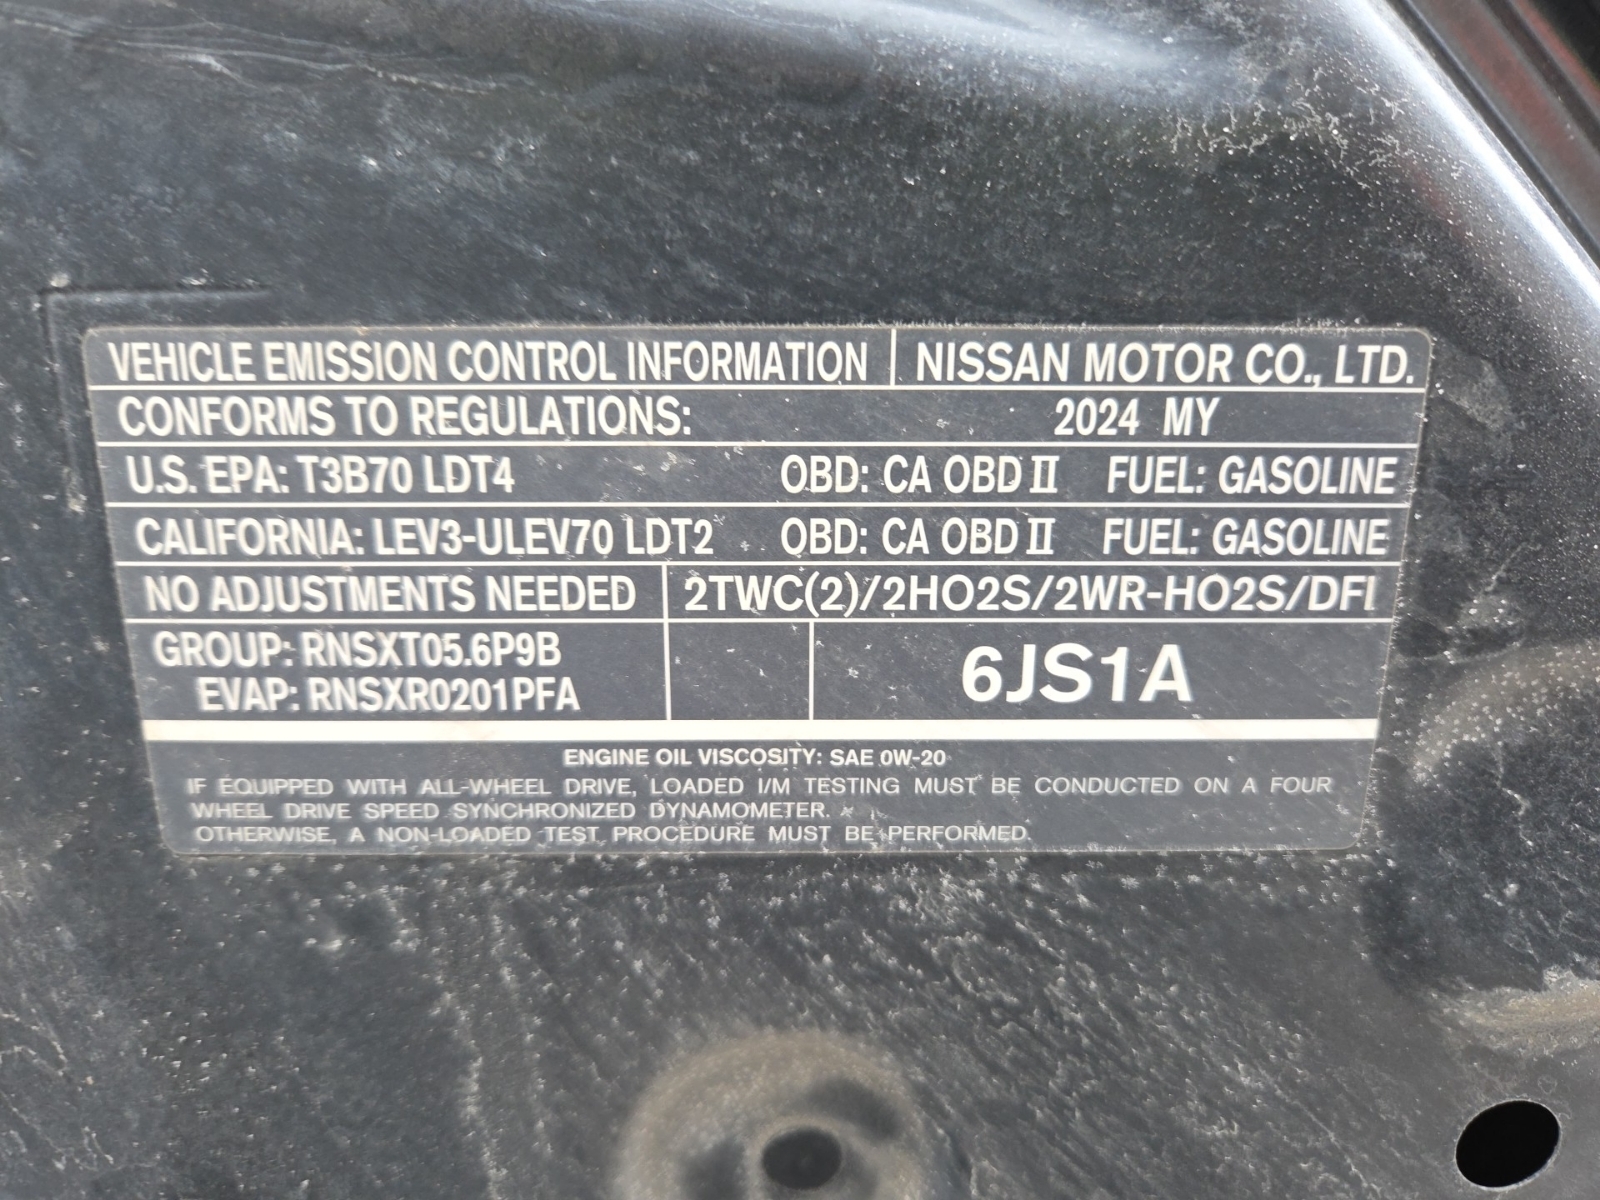 VEHICLE EMISSION CONTROL INFORMATION NISSAN MOTOR CO., LTD.
CONFORMS TO REGULATIONS: 2024 MY
U.S. EPA: T3B70 LDT4 OBD: CA OBD II FUEL: GASOLINE
CALIFORNIA: LEV3-ULEV70 LDT2 OBD: CA OBD II FUEL: GASOLINE
NO ADJUSTMENTS NEEDED 2TWC(2)/2HO2S/2WR-HO2S/DFI
GROUP: RNSXT05.6P9B
EVAP: RNSXR0201PFA
6JS1A
ENGINE OIL VISCOSITY: SAE 0W-20
IF EQUIPPED WITH ALL-WHEEL DRIVE, LOADED I/M TESTING MUST BE CONDUCTED ON A FOUR
WHEEL DRIVE SPEED SYNCHRONIZED DYNAMOMETER.
OTHERWISE, A NON-LOADED TEST PROCEDURE MUST BE PERFORMED.